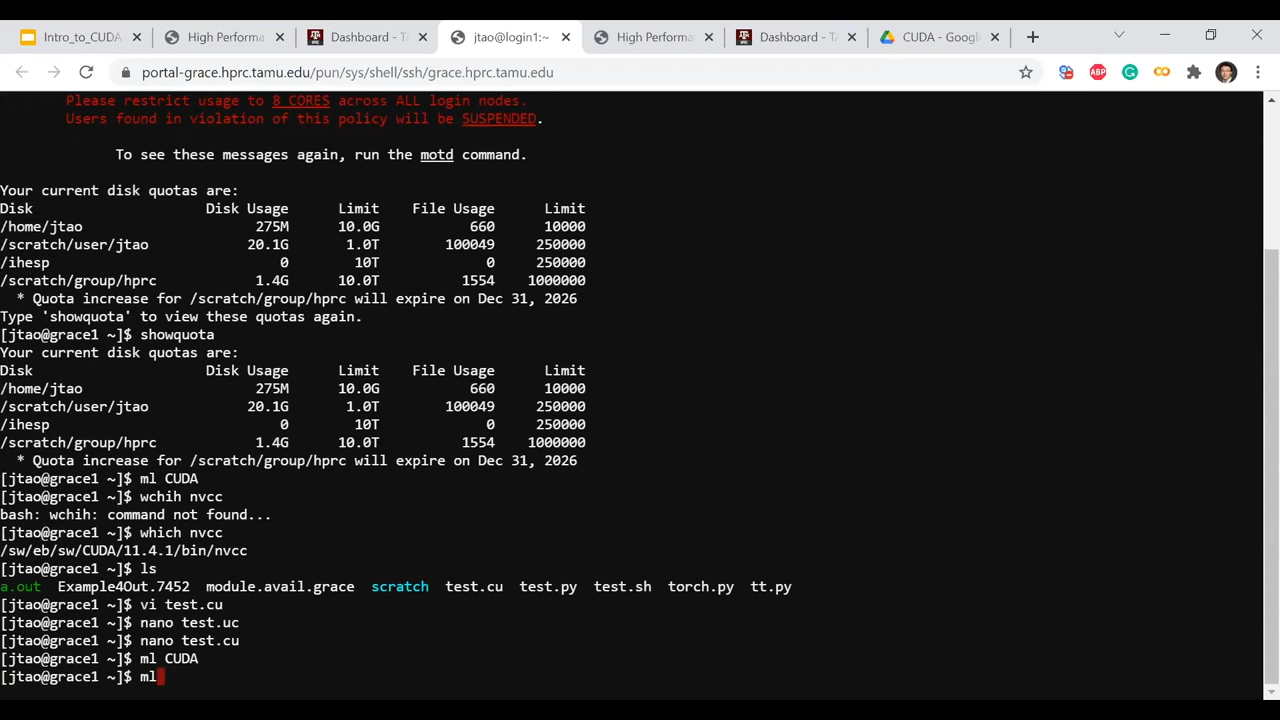 Intro_to_CUDA
High Performa
Dashboard - TA
jtao@login1:~
High Performa
Dashboard - TA
CUDA - Google
portal-grace.hprc.tamu.edu/pun/sys/shell/ssh/grace.hprc.tamu.edu
ABP
Please restrict usage to 8 CORES across ALL login nodes.
Users found in violation of this policy will be SUSPENDED.
To see these messages again, run the motd command.
Your current disk quotas are:
Disk Disk Usage Limit File Usage Limit
/home/jtao 275M 10.0G 660 10000
/scratch/user/jtao 20.1G 1.0T 100049 250000
/ihesp 0 10T 0 250000
/scratch/group/hprc 1.4G 10.0T 1554 1000000
* Quota increase for /scratch/group/hprc will expire on Dec 31, 2026
Type 'showquota' to view these quotas again.
[jtao@grace1 ~]$ showquota
Your current disk quotas are:
Disk Disk Usage Limit File Usage Limit
/home/jtao 275M 10.0G 660 10000
/scratch/user/jtao 20.1G 1.0T 100049 250000
/ihesp 0 10T 0 250000
/scratch/group/hprc 1.4G 10.0T 1554 1000000
* Quota increase for /scratch/group/hprc will expire on Dec 31, 2026
[jtao@grace1 ~]$ ml CUDA
[jtao@grace1 ~]$ wchih nvcc
bash: wchih: command not found...
[jtao@grace1 ~]$ which nvcc
/sw/eb/sw/CUDA/11.4.1/bin/nvcc
[jtao@grace1 ~]$ ls
a.out Example4Out.7452 module.avail.grace scratch test.cu test.py test.sh torch.py tt.py
[jtao@grace1 ~]$ vi test.cu
[jtao@grace1 ~]$ nano test.uc
[jtao@grace1 ~]$ nano test.cu
[jtao@grace1 ~]$ ml CUDA
[jtao@grace1 ~]$ ml